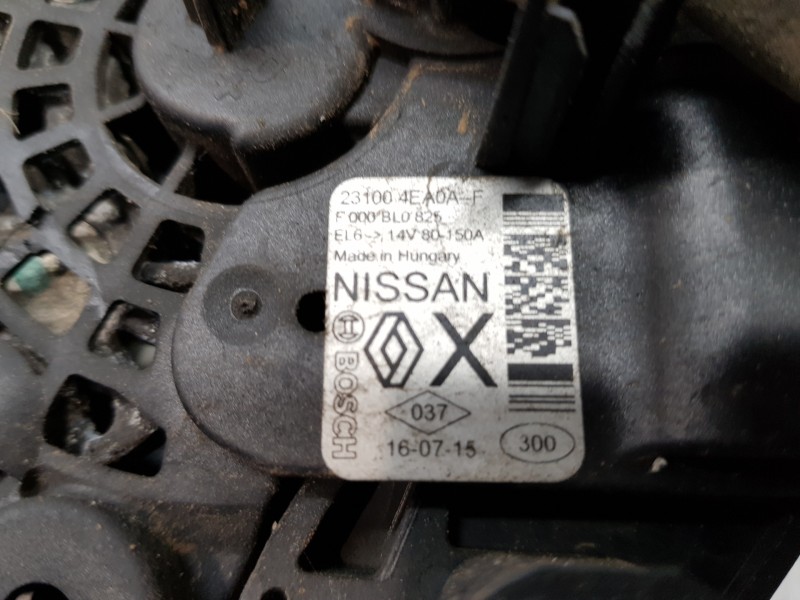 23100 4EA0A-F
F 000 BL0 825
EL6-> 14V 80-150A
Made in Hungary
NISSAN
X
BOSCH
037
16-07-15
300